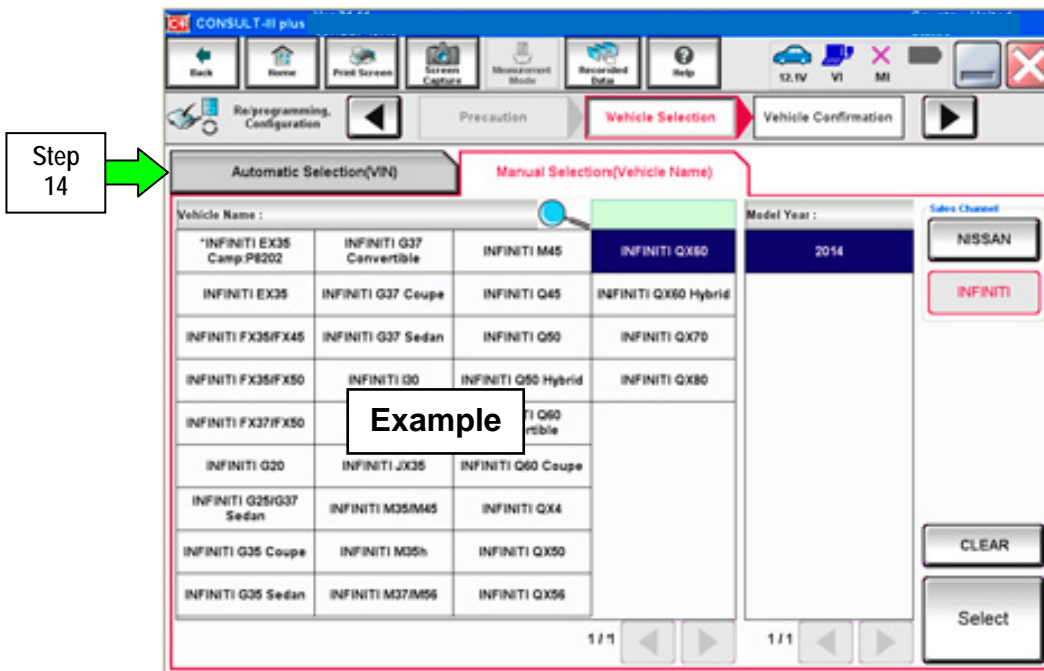 CONSULT-III plus
Back
Home
Print Screen
Screen
Capture
Measurement
Mode
Recorded
Data
Help
12.1V
VI
MI
Re/programming,
Configuration
Precaution
Vehicle Selection
Vehicle Confirmation
Step
14
Automatic Selection(VIN)
Manual Selection(Vehicle Name)
Vehicle Name :
Model Year :
Sales Channel
*INFINITI EX35
Camp:P8202
INFINITI G37
Convertible
INFINITI M45
INFINITI QX60
2014
NISSAN
INFINITI EX35
INFINITI G37 Coupe
INFINITI Q45
INFINITI QX60 Hybrid
INFINITI
INFINITI FX35/FX45
INFINITI G37 Sedan
INFINITI Q50
INFINITI QX70
INFINITI FX35/FX50
INFINITI I30
INFINITI Q50 Hybrid
INFINITI QX80
INFINITI FX37/FX50
Example
TI Q60
rtible
INFINITI G20
INFINITI JX35
INFINITI Q60 Coupe
INFINITI G25/G37
Sedan
INFINITI M35/M45
INFINITI QX4
INFINITI G35 Coupe
INFINITI M35h
INFINITI QX50
CLEAR
INFINITI G35 Sedan
INFINITI M37/M56
INFINITI QX56
Select
1/1
1/1